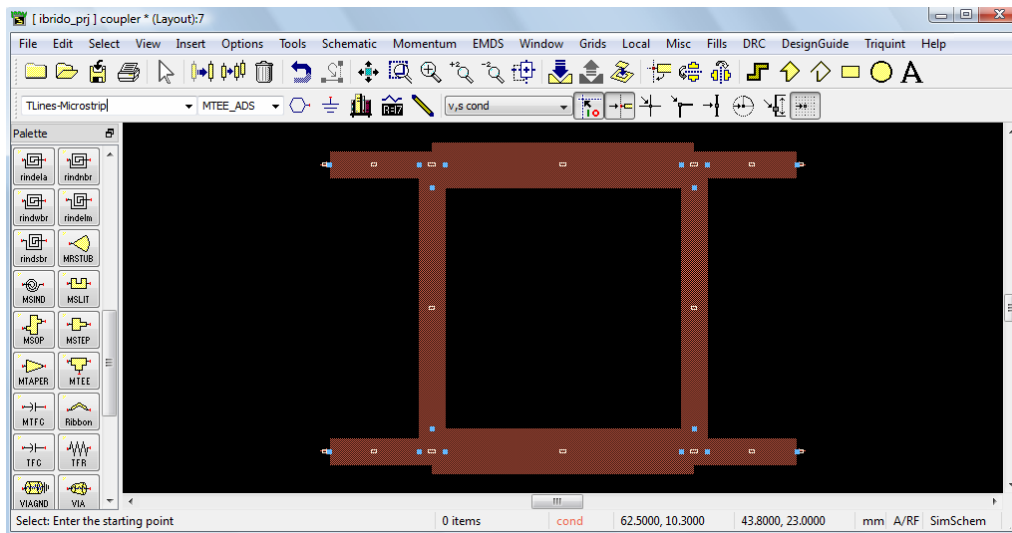 [ ibrido_prj ] coupler * (Layout):7
File Edit Select View Insert Options Tools Schematic Momentum EMDS Window Grids Local Misc Fills DRC DesignGuide Triquint Help
+2 -2 A
TLines-Microstrip MTEE_ADS v,s cond
Palette
rindela rindnbr
rindwbr rindelm
rindsbr MRSTUB
MSIND MSLIT
MSOP MSTEP
MTAPER MTEE
MTFC Ribbon
TFC TFR
VIAGND VIA
Select: Enter the starting point 0 items cond 62.5000, 10.3000 43.8000, 23.0000 mm A/RF SimSchem